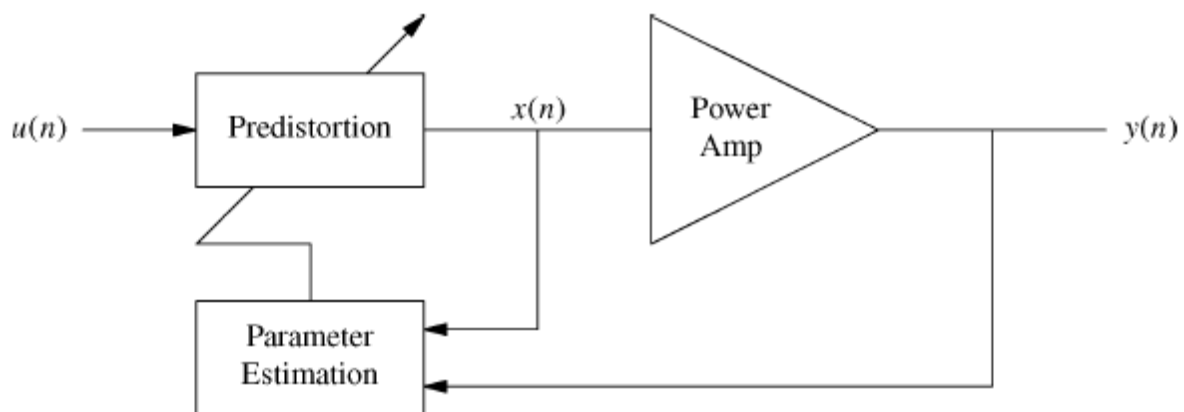 u(n)
Predistortion
x(n)
Power
Amp
y(n)
Parameter
Estimation